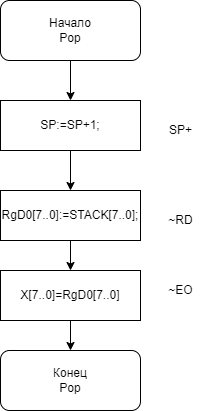 Начало
Pop
SP:=SP+1;
SP+
RgD0[7..0]:=STACK[7..0];
~RD
X[7..0]=RgD0[7..0]
~EO
Конец
Pop